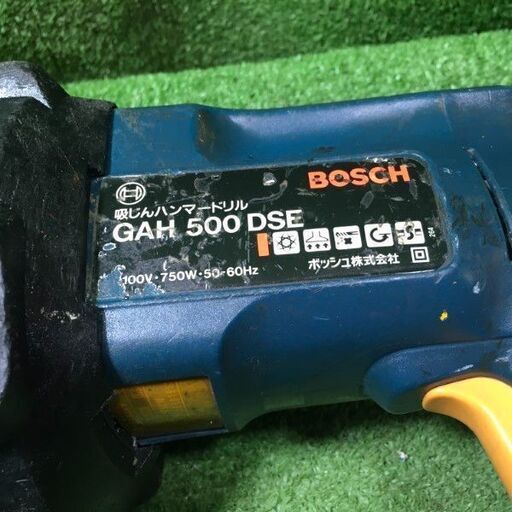 BOSCH
吸じんハンマードリル
GAH 500 DSE
100V・750W・50-60Hz
ボッシュ株式会社